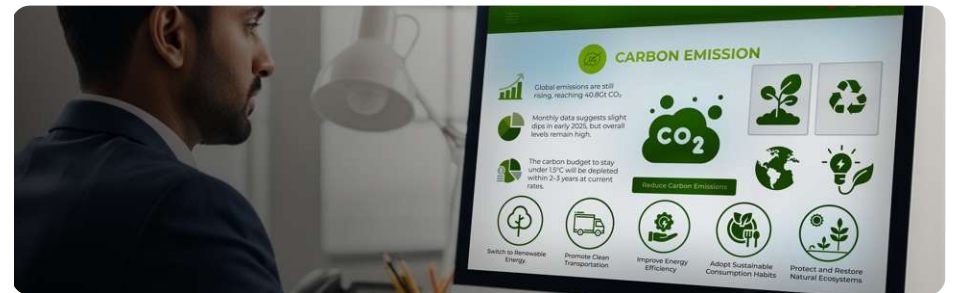 CARBON EMISSION
Global emissions are still
rising, reaching 40.8Gt CO₂
Monthly data suggests slight
dips in early 2025, but overall
levels remain high.
The carbon budget to stay
under 1.5°C will be depleted
within 2-3 years at current
rates.
CO₂
Reduce Carbon Emissions
Switch to Renewable
Energy.
Promote Clean
Transportation
Improve Energy
Efficiency
Adopt Sustainable
Consumption Habits
Protect and Restore
Natural Ecosystems